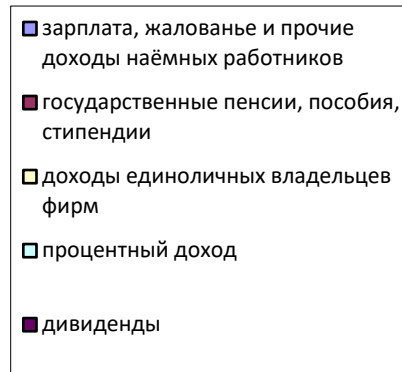 зарплата, жалованье и прочие
доходы наёмных работников
государственные пенсии, пособия,
стипендии
доходы единоличных владельцев
фирм
процентный доход
дивиденды